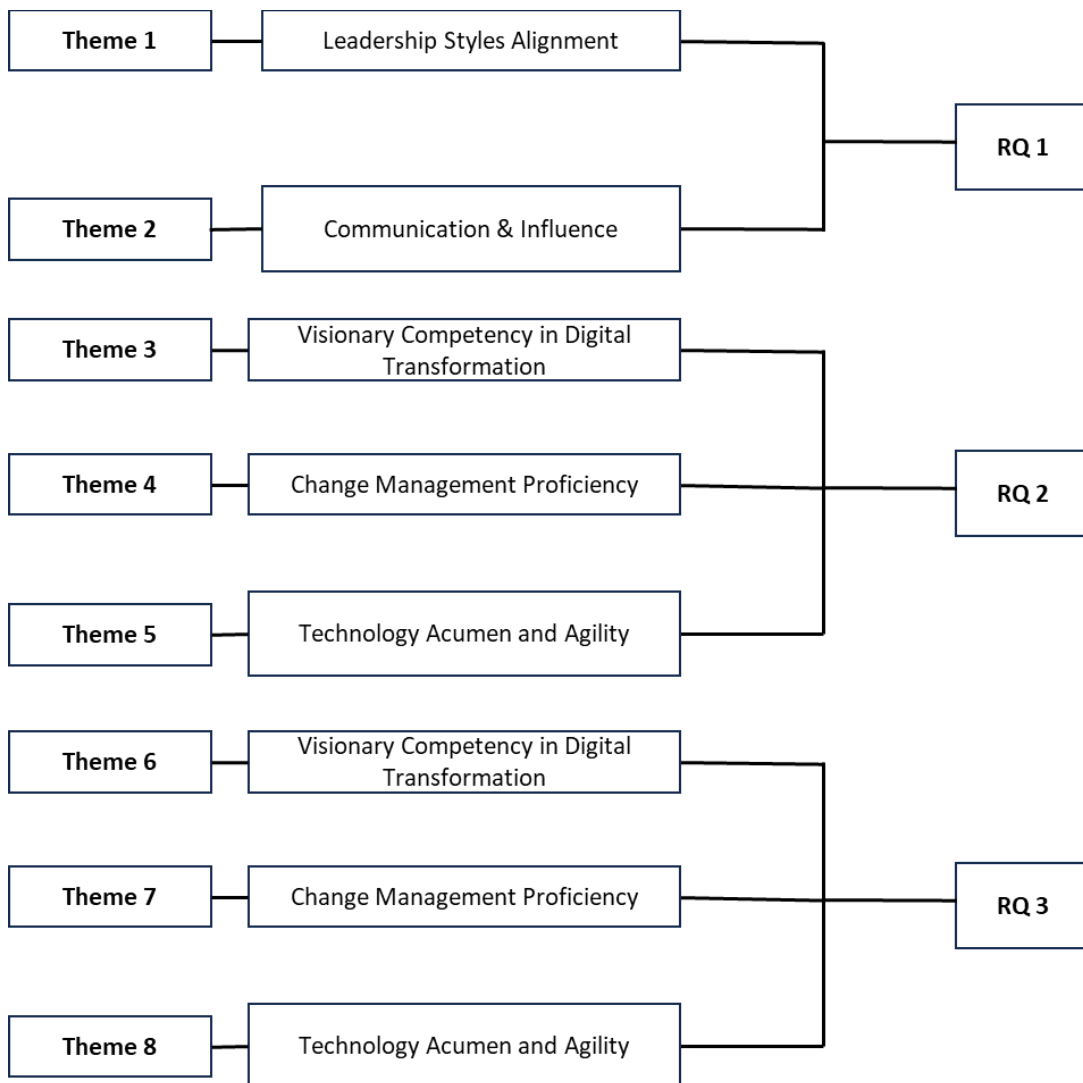 Theme 1
Leadership Styles Alignment
RQ 1
Theme 2
Communication & Influence
Theme 3
Visionary Competency in Digital
Transformation
Theme 4
Change Management Proficiency
RQ 2
Theme 5
Technology Acumen and Agility
Theme 6
Visionary Competency in Digital
Transformation
Theme 7
Change Management Proficiency
RQ 3
Theme 8
Technology Acumen and Agility